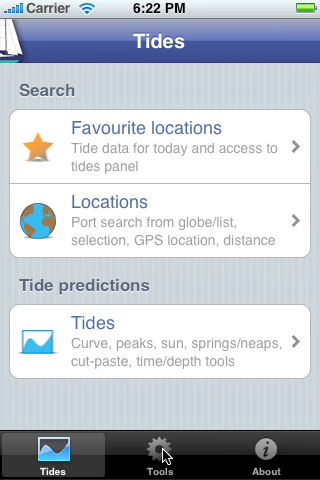 Carrier 6:22 PM
Tides
Search
Favourite locations
Tide data for today and access to
tides panel
Locations
Port search from globe/list,
selection, GPS location, distance
Tide predictions
Tides
Curve, peaks, sun, springs/neaps,
cut-paste, time/depth tools
Tides Tools About